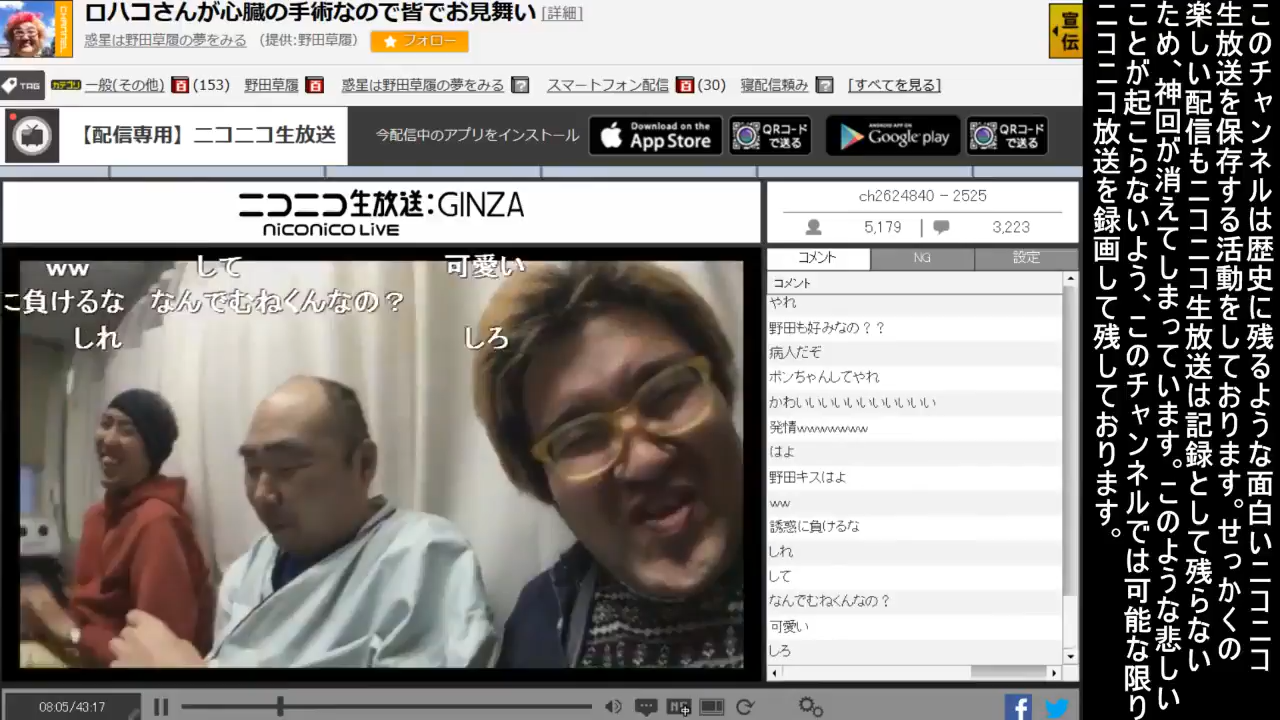 ロハコさんが心臓の手術なので皆でお見舞い [詳細]
惑星は野田草履の夢をみる (提供:野田草履) フォロー
CHANNEL
宣伝
TAG カテゴリ 一般(その他) (153) 野田草履 惑星は野田草履の夢をみる ? スマートフォン配信 (30) 寝配信頼み ? [すべてを見る]
【配信専用】ニコニコ生放送
今配信中のアプリをインストール
Download on the App Store
QRコードで送る
ANDROID APP ON Google play
QRコードで送る
ニコニコ生放送:GINZA
niconico LIVE
ch2624840 - 2525
5,179 | 3,223
コメント NG 設定
コメント
やれ
野田も好みなの？？
病人だぞ
ポンちゃんしてやれ
かわいいいいいいいいいい
発情wwwwwww
はよ
野田キスはよ
ww
誘惑に負けるな
しれ
して
なんでむねくんなの？
可愛い
しろ
ww して 可愛い
に負けるな なんでむねくんなの？
しれ しろ
08:05/43:17
このチャンネルは歴史に残るような面白いニコニコ
生放送を保存する活動をしております。せっかくの
楽しい配信もニコニコ生放送は記録として残らない
ため、神回が消えてしまっています。このような悲しい
ことが起こらないよう、このチャンネルでは可能な限り
ニコニコ放送を録画して残しております。